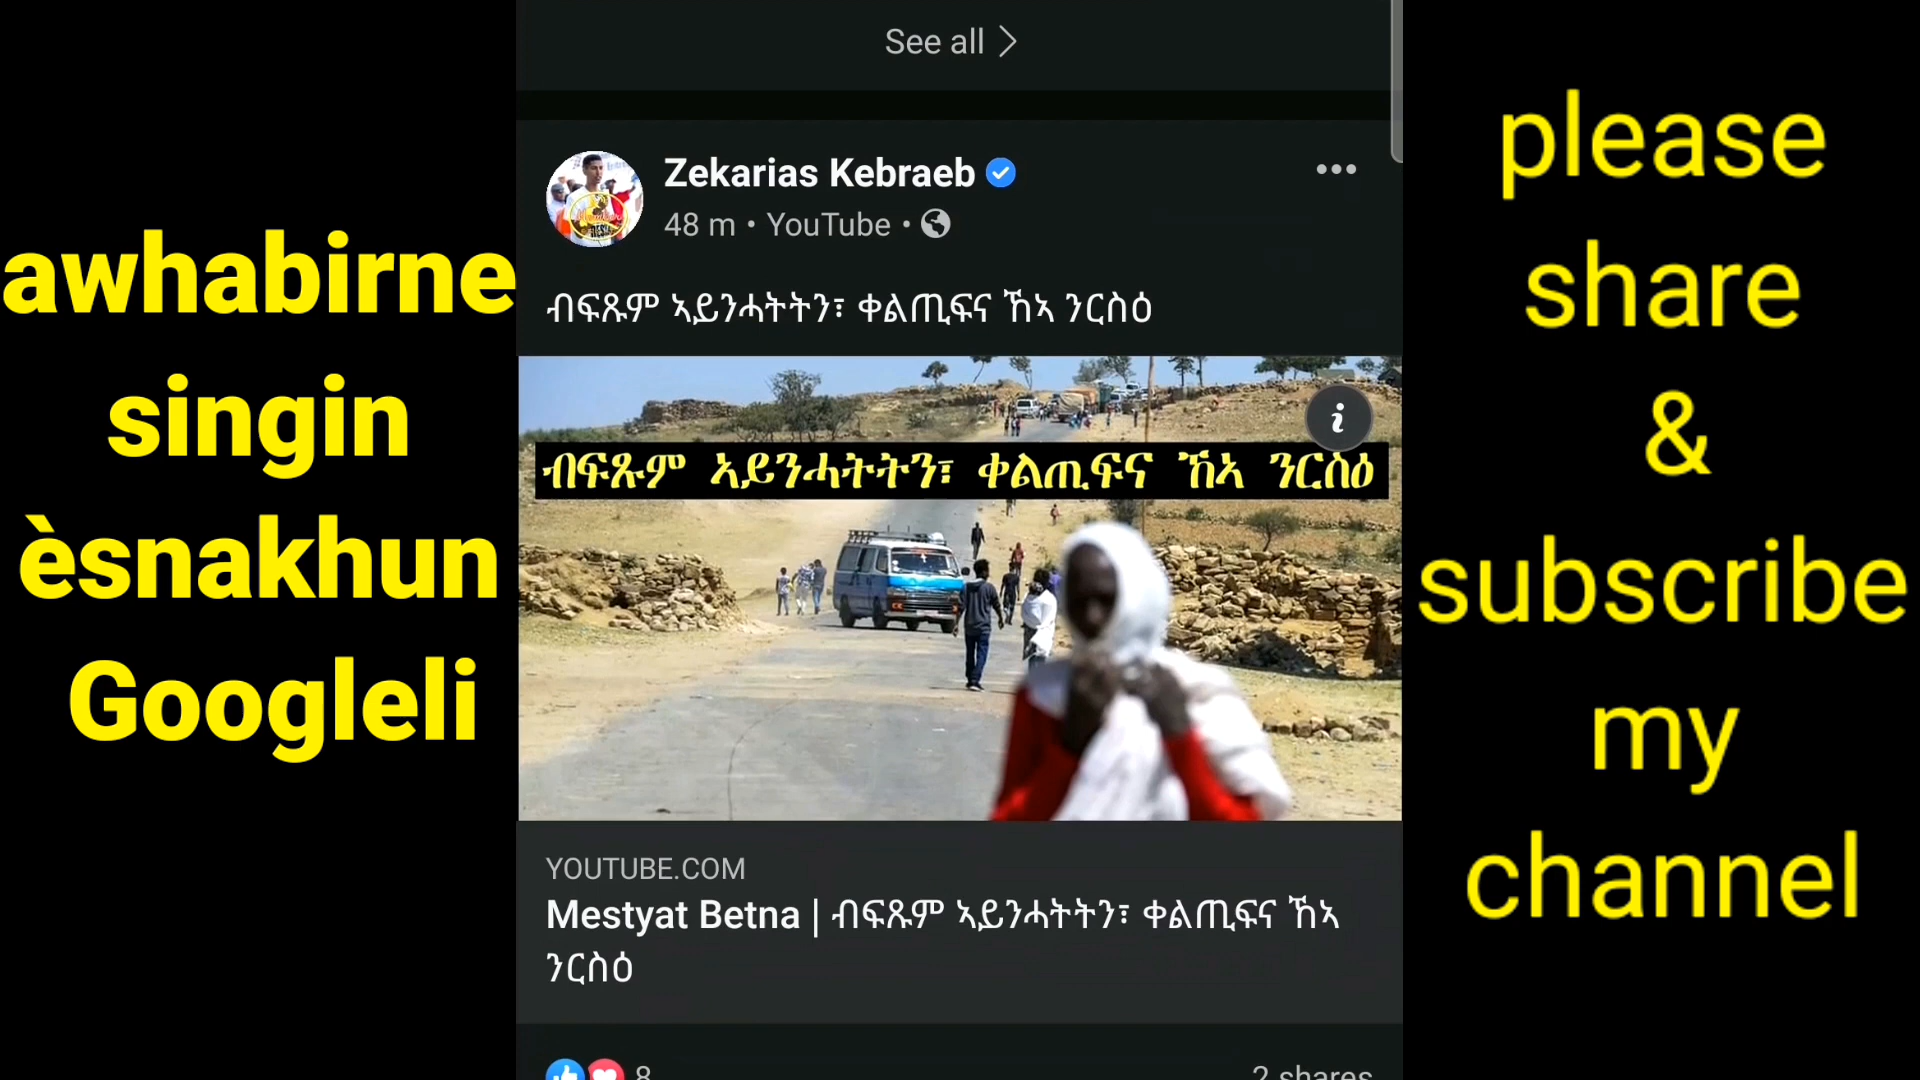 awhabirne
singin
èsnakhun
Googleli
See all
Zekarias Kebraeb
48 m • YouTube •
ብፍጹም ኣይንሓትትን፣ ቀልጢፍና ኸኣ ንርስዕ
ብፍጹም ኣይንሓትትን፣ ቀልጢፍና ኸኣ ንርስዕ
YOUTUBE.COM
Mestyat Betna | ብፍጹም ኣይንሓትትን፣ ቀልጢፍና ኸኣ
ንርስዕ
8
2 shares
please
share
&
subscribe
my
channel